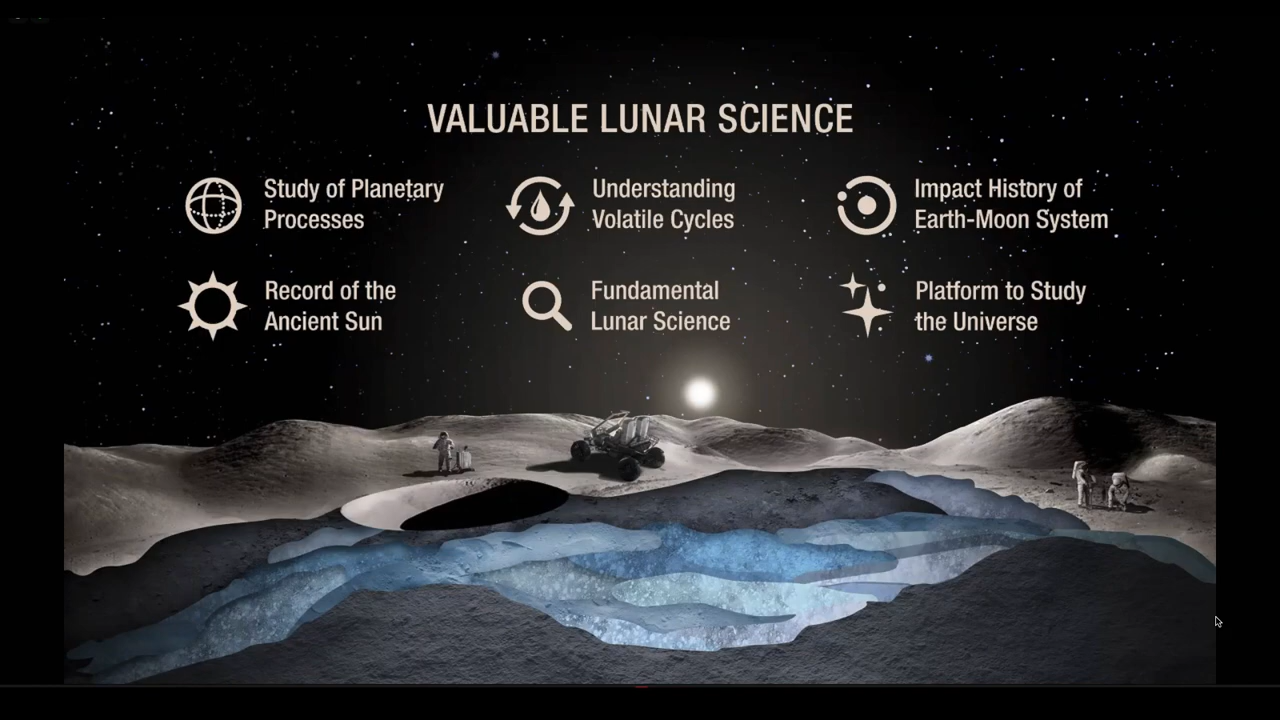 VALUABLE LUNAR SCIENCE
Study of Planetary
Processes
Understanding
Volatile Cycles
Impact History of
Earth-Moon System
Record of the
Ancient Sun
Fundamental
Lunar Science
Platform to Study
the Universe